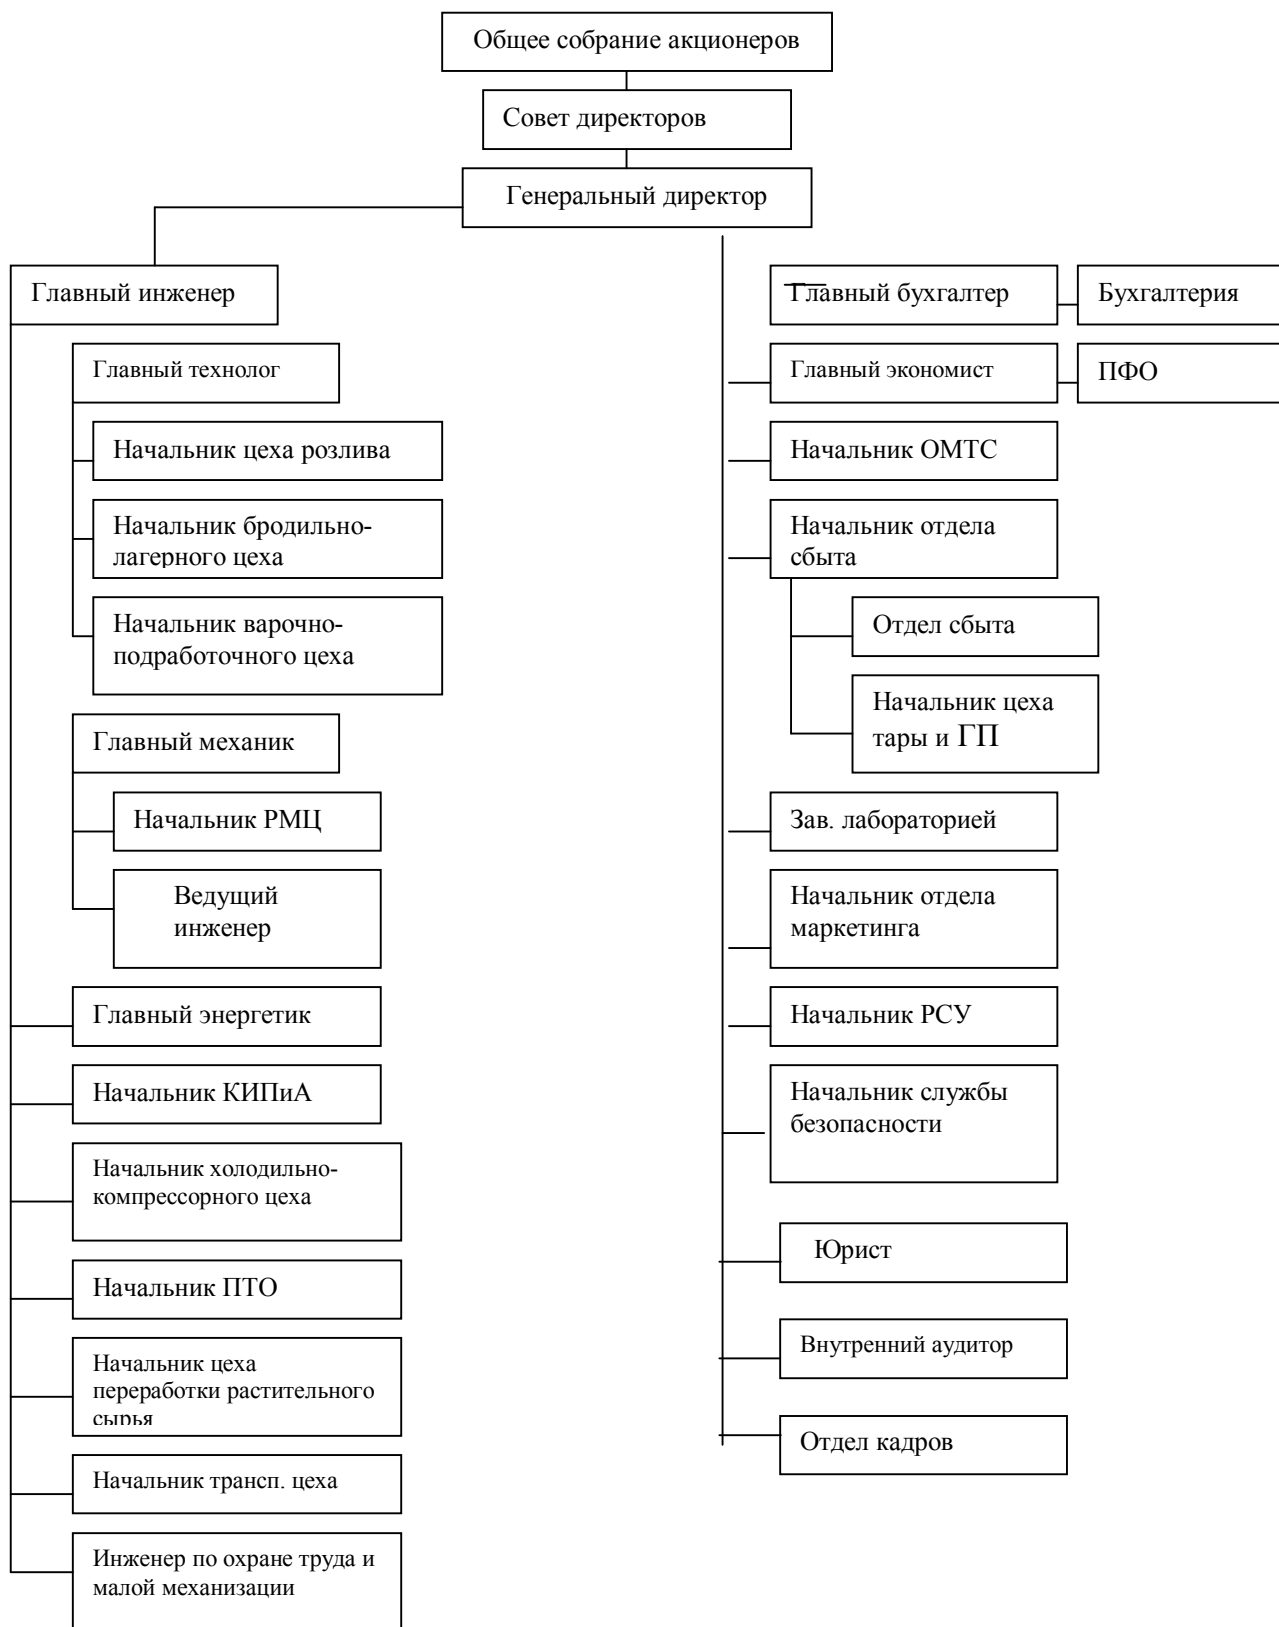 Общее собрание акционеров
Совет директоров
Генеральный директор
Главный инженер
Главный технолог
Начальник цеха розлива
Начальник бродильно-
лагерного цеха
Начальник варочно-
подработочного цеха
Главный механик
Начальник РМЦ
Ведущий
инженер
Главный энергетик
Начальник КИПиА
Начальник холодильно-
компрессорного цеха
Начальник ПТО
Начальник цеха
переработки растительного
сырья
Начальник трансп. цеха
Инженер по охране труда и
малой механизации
Главный бухгалтер
Бухгалтерия
Главный экономист
ПФО
Начальник ОМТС
Начальник отдела
сбыта
Отдел сбыта
Начальник цеха
тары и ГП
Зав. лабораторией
Начальник отдела
маркетинга
Начальник РСУ
Начальник службы
безопасности
Юрист
Внутренний аудитор
Отдел кадров